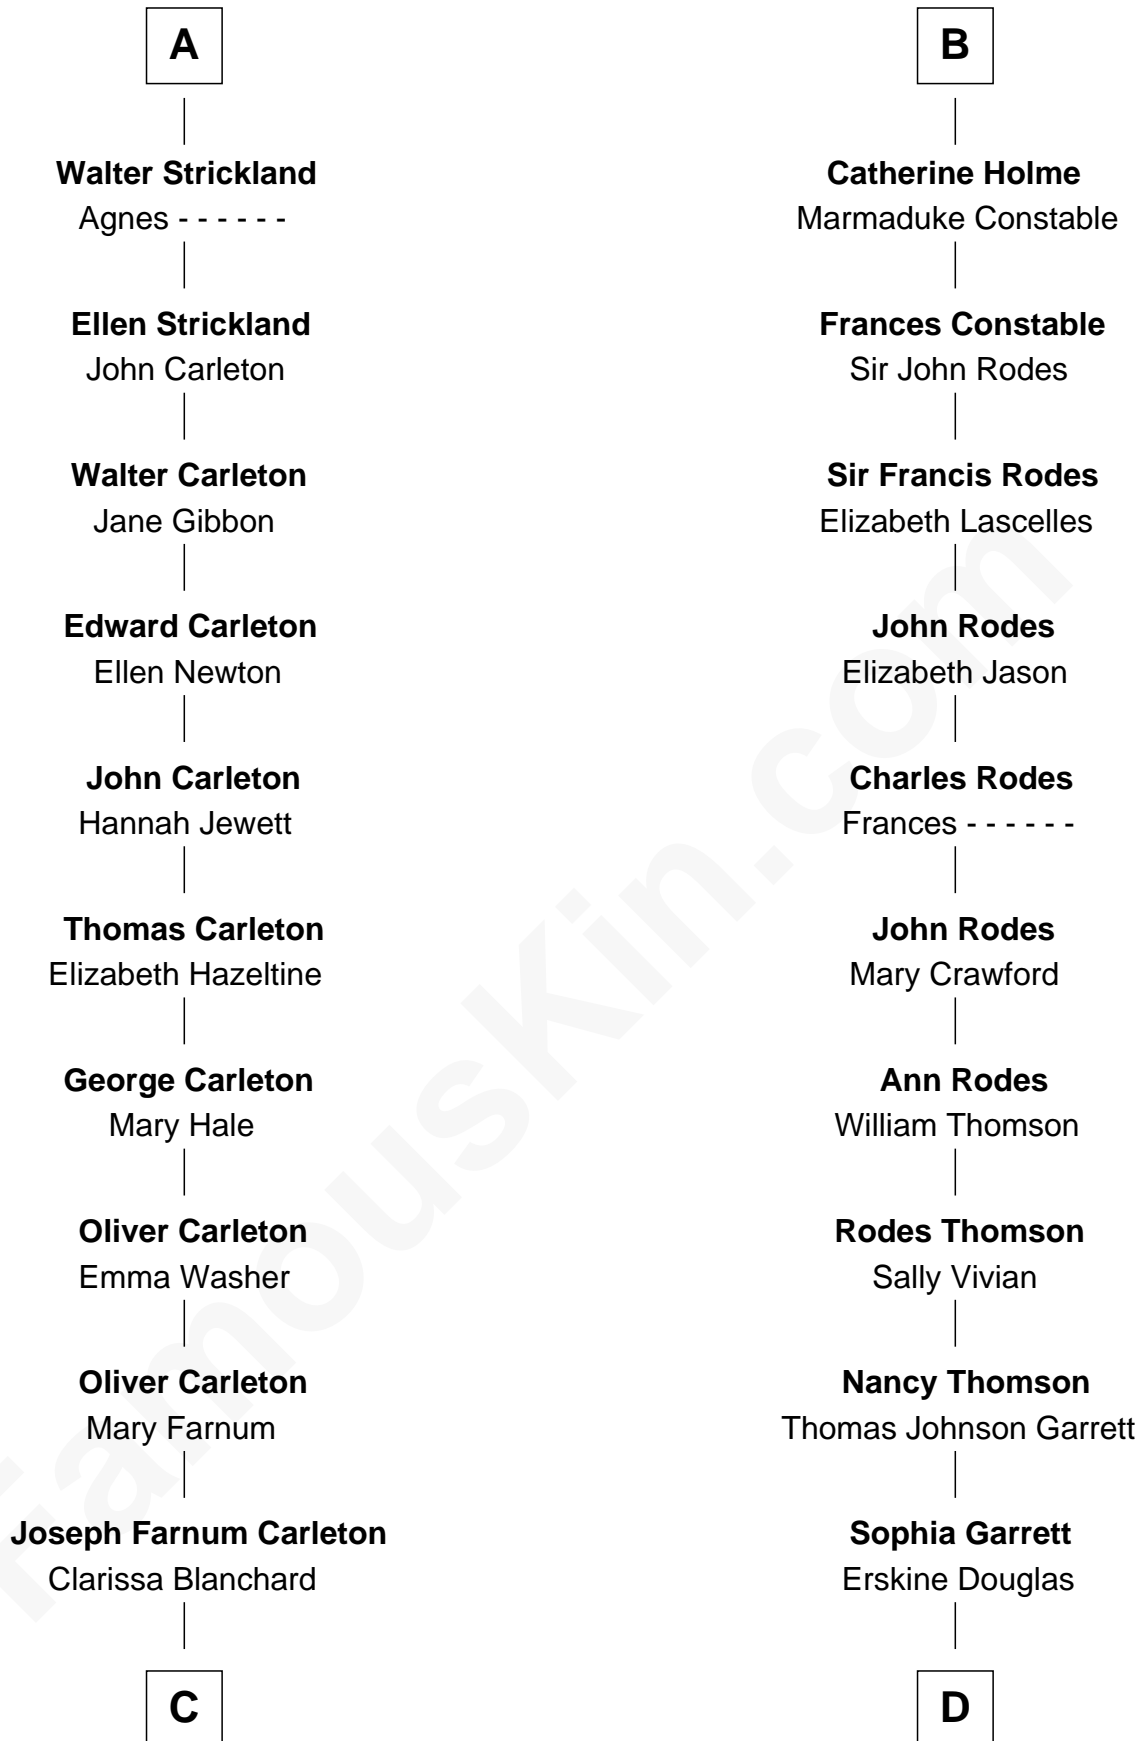 A
Walter Strickland
Agnes - - - - - -
Ellen Strickland
John Carleton
Walter Carleton
Jane Gibbon
Edward Carleton
Ellen Newton
John Carleton
Hannah Jewett
Thomas Carleton
Elizabeth Hazeltine
George Carleton
Mary Hale
Oliver Carleton
Emma Washer
Oliver Carleton
Mary Farnum
Joseph Farnum Carleton
Clarissa Blanchard
C
B
Catherine Holme
Marmaduke Constable
Frances Constable
Sir John Rodes
Sir Francis Rodes
Elizabeth Lascelles
John Rodes
Elizabeth Jason
Charles Rodes
Frances - - - - - -
John Rodes
Mary Crawford
Ann Rodes
William Thomson
Rodes Thomson
Sally Vivian
Nancy Thomson
Thomas Johnson Garrett
Sophia Garrett
Erskine Douglas
D
FamousKin.com